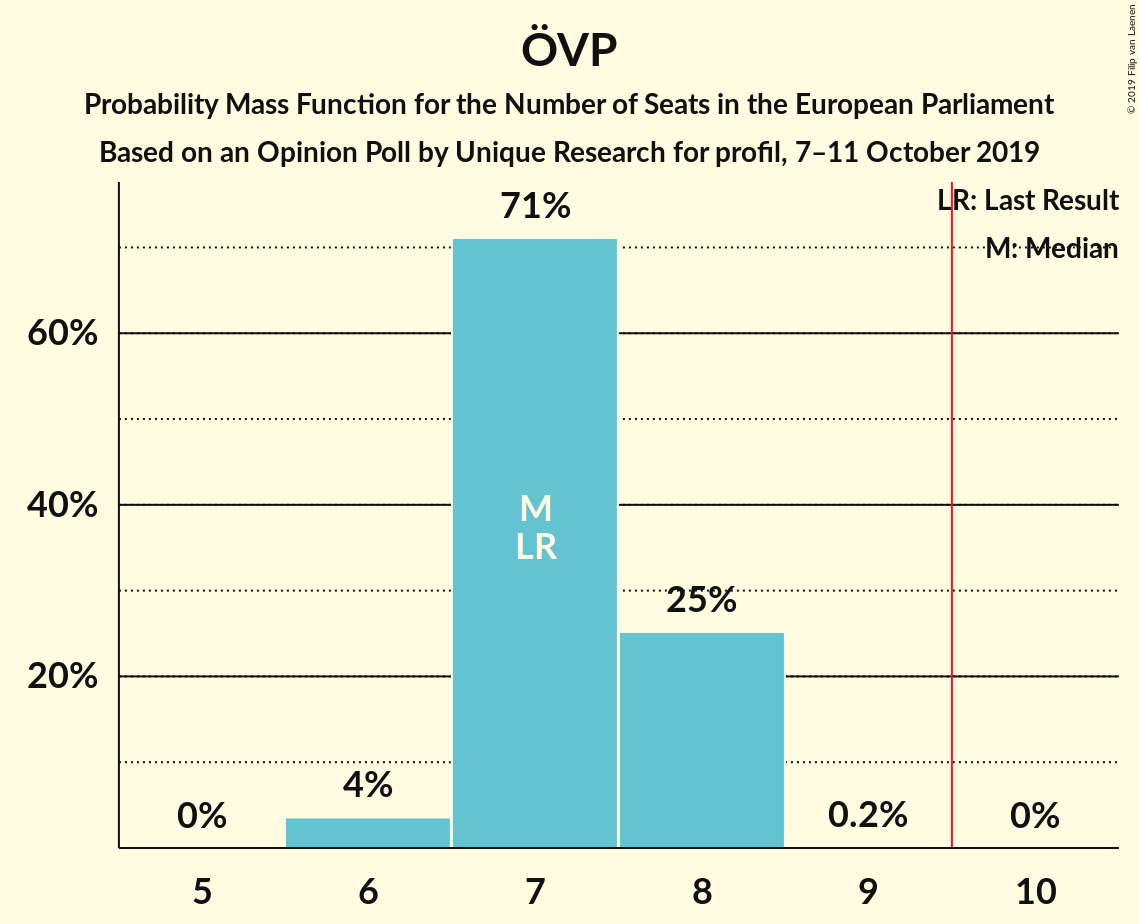 ÖVP
Probability Mass Function for the Number of Seats in the European Parliament
Based on an Opinion Poll by Unique Research for profil, 7–11 October 2019
© 2019 Filip van Laenen
LR: Last Result
M: Median
71%
60%
40%
20%
M
LR
25%
4%
0%
0.2%
0%
5 6 7 8 9 10